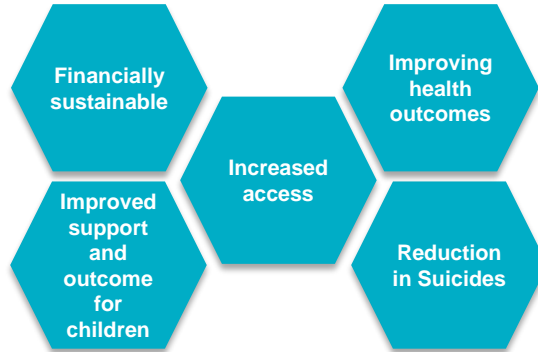 Financially
sustainable
Improving
health
outcomes
Increased
access
Improved
support
and
outcome
for
children
Reduction
in Suicides